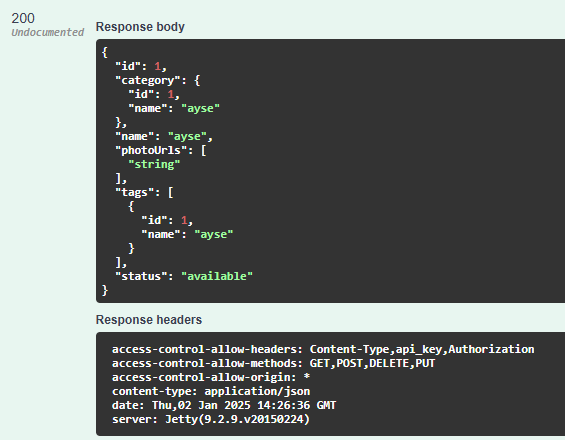 200
Undocumented
Response body
{
  "id": 1,
  "category": {
    "id": 1,
    "name": "ayse"
  },
  "name": "ayse",
  "photoUrls": [
    "string"
  ],
  "tags": [
    {
      "id": 1,
      "name": "ayse"
    }
  ],
  "status": "available"
}
Response headers
access-control-allow-headers: Content-Type,api_key,Authorization
access-control-allow-methods: GET,POST,DELETE,PUT
access-control-allow-origin: *
content-type: application/json
date: Thu,02 Jan 2025 14:26:36 GMT
server: Jetty(9.2.9.v20150224)